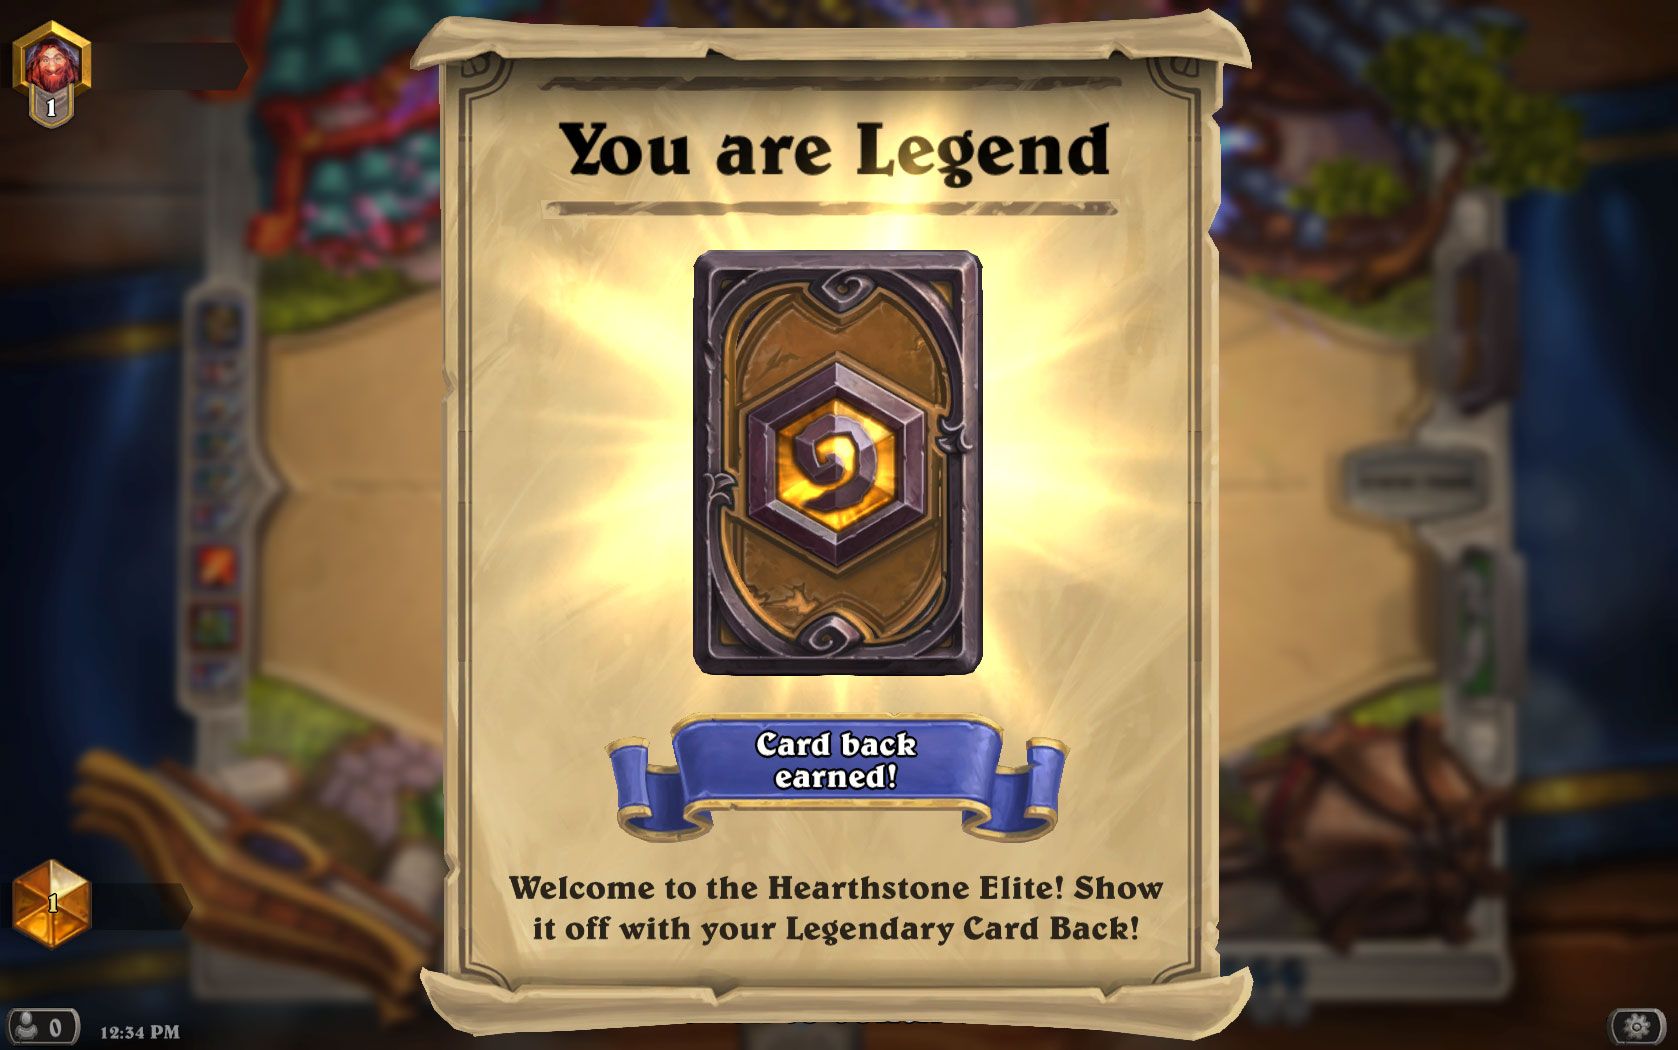 1
You are Legend
Card back
earned!
Welcome to the Hearthstone Elite! Show
it off with your Legendary Card Back!
1
0
12:34 PM